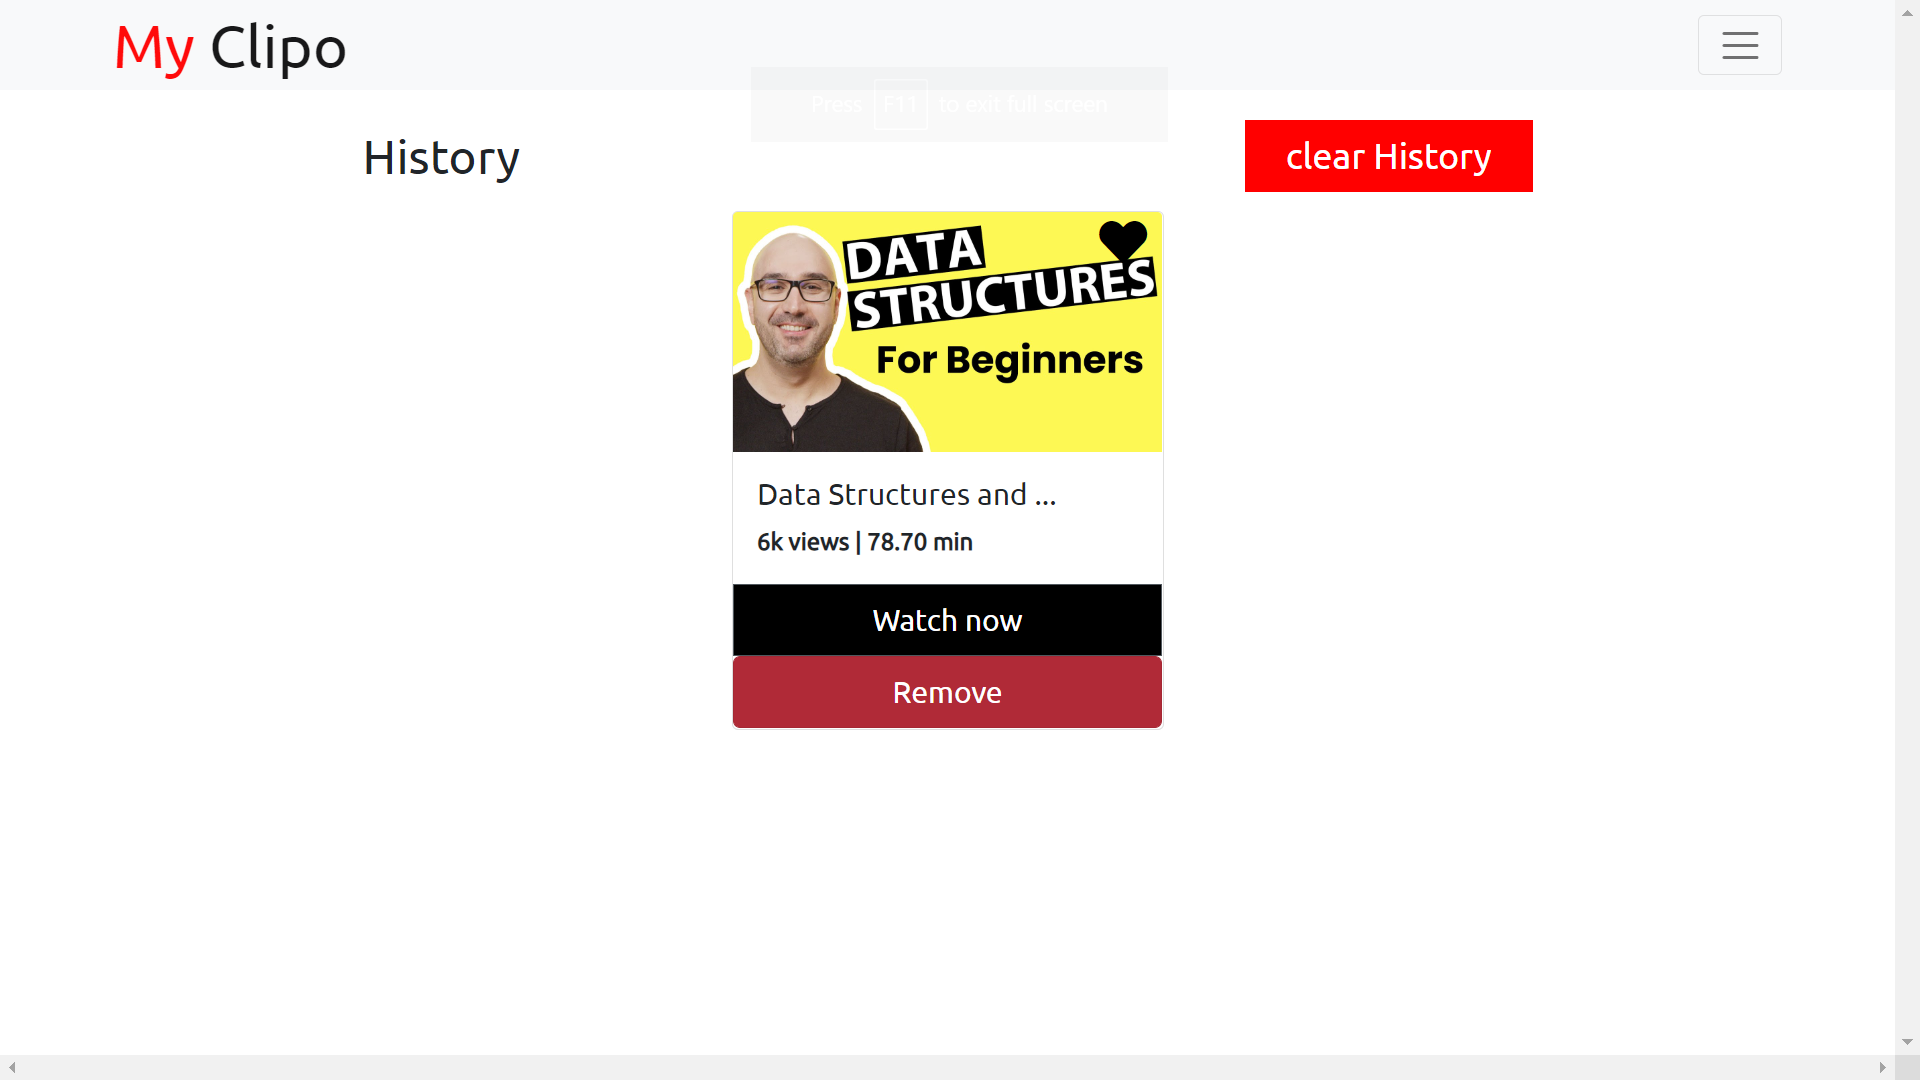 My Clipo
Press F11 to exit full screen
History
clear History
DATA
STRUCTURES
For Beginners
Data Structures and ...
6k views | 78.70 min
Watch now
Remove